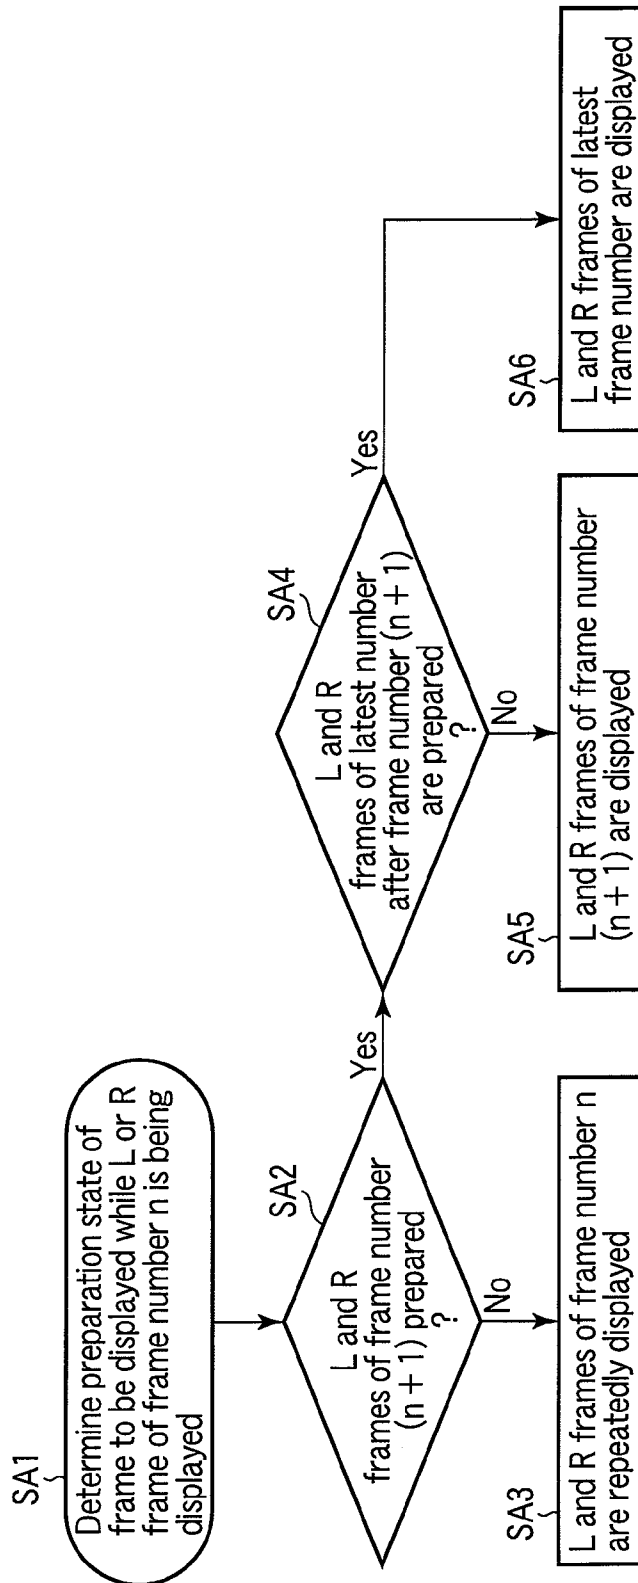 SA1
Determine preparation state of
frame to be displayed while L or R
frame of frame number n is being
displayed
SA2
L and R
frames of frame number
(n + 1) prepared
?
Yes
No
SA3
L and R frames of frame number n
are repeatedly displayed
SA4
L and R
frames of latest number
after frame number (n + 1)
are prepared
?
Yes
No
SA5
L and R frames of frame number
(n + 1) are displayed
SA6
L and R frames of latest
frame number are displayed